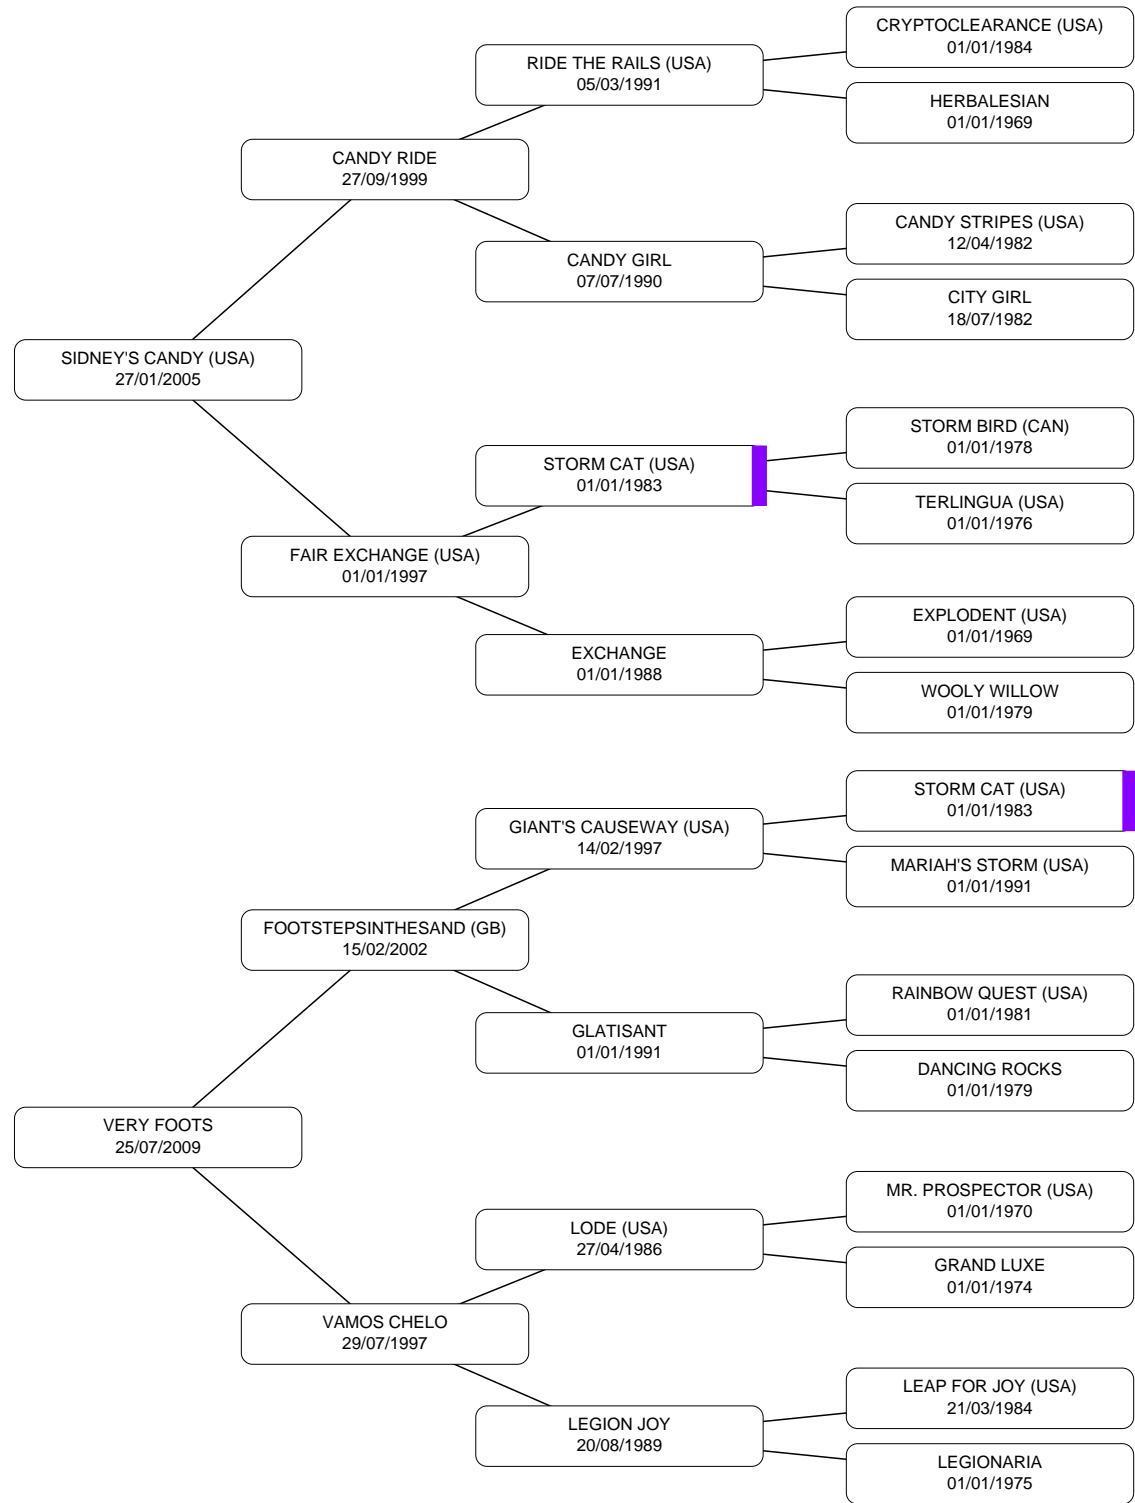 CRYPTOCLEARANCE (USA)
01/01/1984
RIDE THE RAILS (USA)
05/03/1991
HERBALESIAN
01/01/1969
CANDY RIDE
27/09/1999
CANDY STRIPES (USA)
12/04/1982
CANDY GIRL
07/07/1990
CITY GIRL
18/07/1982
SIDNEY'S CANDY (USA)
27/01/2005
STORM BIRD (CAN)
01/01/1978
STORM CAT (USA)
01/01/1983
TERLINGUA (USA)
01/01/1976
FAIR EXCHANGE (USA)
01/01/1997
EXPLODENT (USA)
01/01/1969
EXCHANGE
01/01/1988
WOOLY WILLOW
01/01/1979
STORM CAT (USA)
01/01/1983
GIANT'S CAUSEWAY (USA)
14/02/1997
MARIAH'S STORM (USA)
01/01/1991
FOOTSTEPSINTHESAND (GB)
15/02/2002
RAINBOW QUEST (USA)
01/01/1981
GLATISANT
01/01/1991
DANCING ROCKS
01/01/1979
VERY FOOTS
25/07/2009
MR. PROSPECTOR (USA)
01/01/1970
LODE (USA)
27/04/1986
GRAND LUXE
01/01/1974
VAMOS CHELO
29/07/1997
LEAP FOR JOY (USA)
21/03/1984
LEGION JOY
20/08/1989
LEGIONARIA
01/01/1975